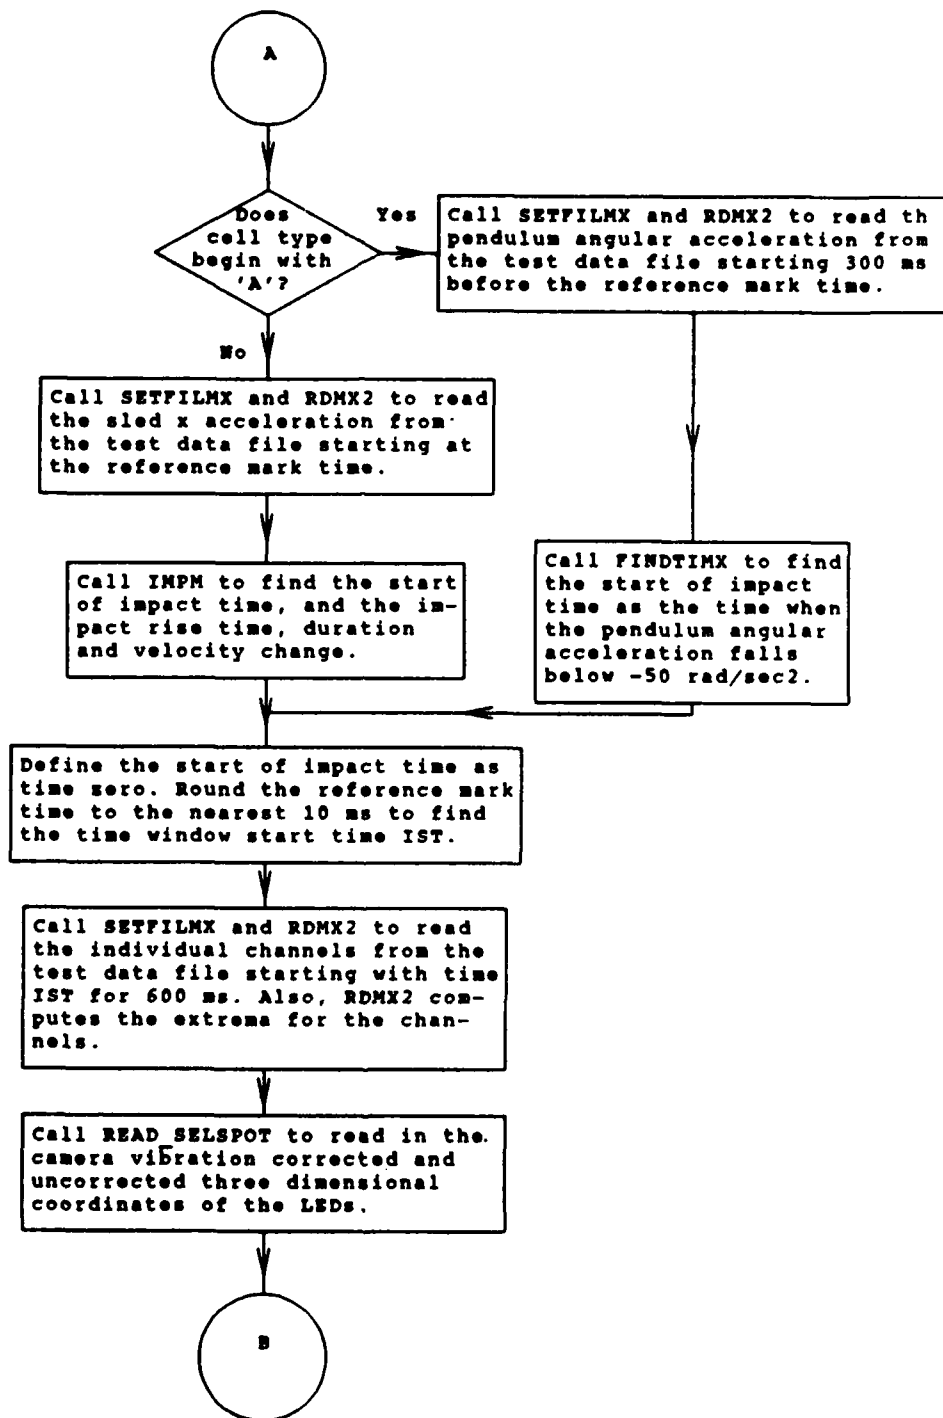 A
Does
cell type
begin with
'A'?
Yes
Call SETFILMX and RDMX2 to read th
pendulum angular acceleration from
the test data file starting 300 ms
before the reference mark time.
No
Call SETFILMX and RDMX2 to read
the sled x acceleration from
the test data file starting at
the reference mark time.
Call IMPM to find the start
of impact time, and the im-
pact rise time, duration
and velocity change.
Call FINDTIMX to find
the start of impact
time as the time when
the pendulum angular
acceleration falls
below -50 rad/sec2.
Define the start of impact time as
time zero. Round the reference mark
time to the nearest 10 ms to find
the time window start time IST.
Call SETFILMX and RDMX2 to read
the individual channels from the
test data file starting with time
IST for 600 ms. Also, RDMX2 com-
putes the extrema for the chan-
nels.
Call READ_SELSPOT to read in the
camera vibration corrected and
uncorrected three dimensional
coordinates of the LEDs.
B